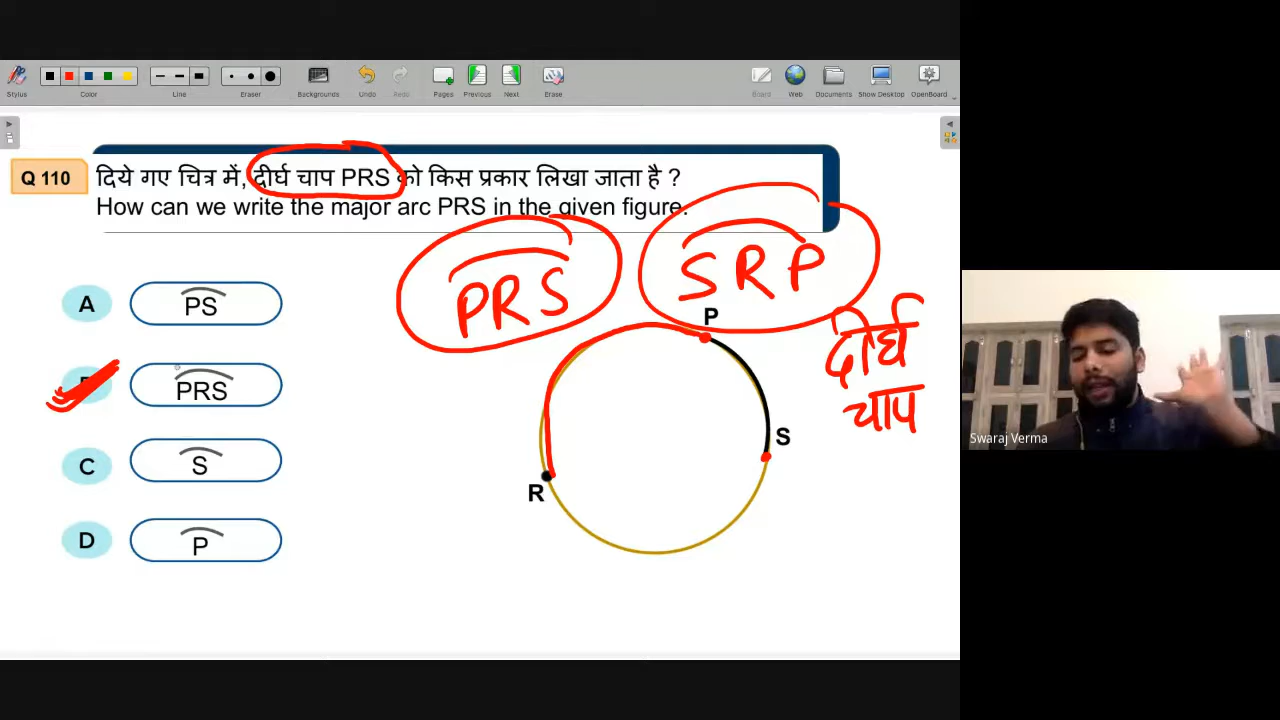 Stylus
Color
Line
Eraser
Backgrounds
Undo
Redo
Pages
Previous
Next
Erase
Board
Web
Documents
Show Desktop
OpenBoard
Q 110
दिये गए चित्र में, दीर्घ चाप PRS को किस प्रकार लिखा जाता है ?
How can we write the major arc PRS in the given figure.
PRS
SRP
दीर्घ
चाप
A
PS
PRS
C
S
D
P
P
S
R
Swaraj Verma